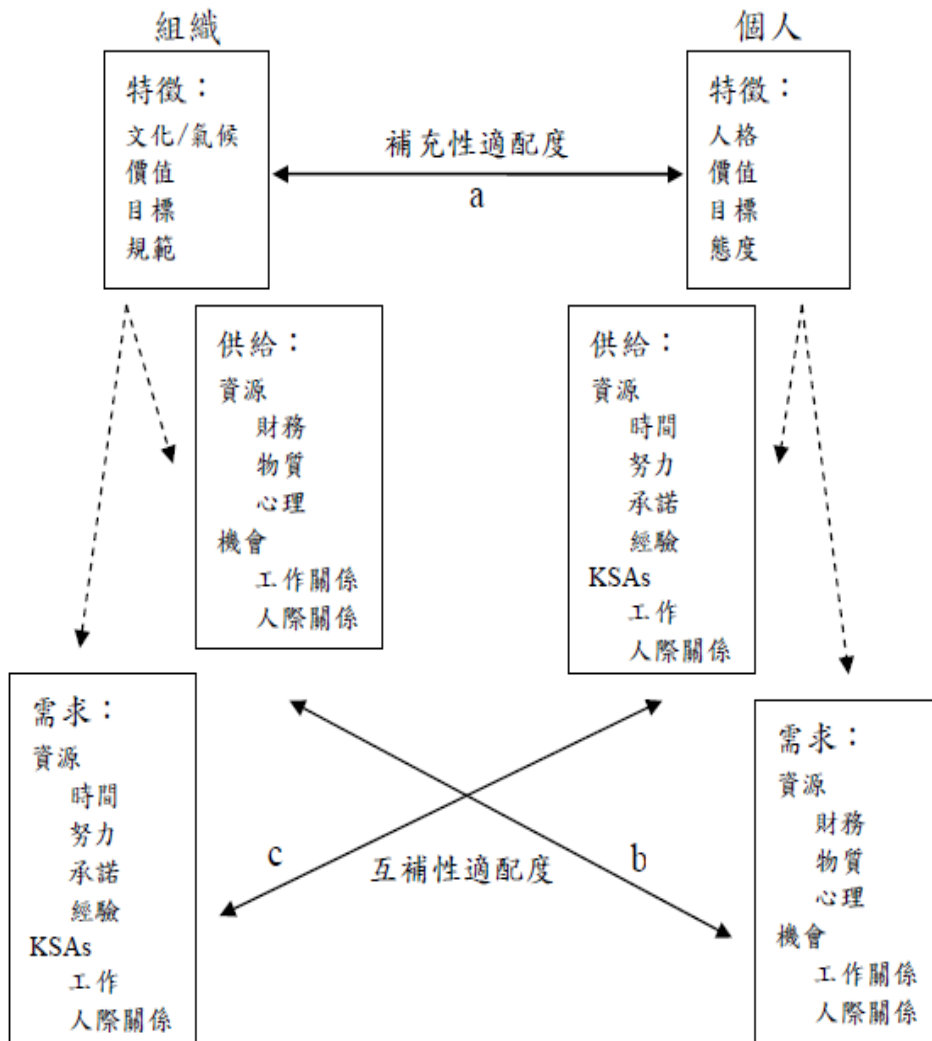 組織
特徵：
文化/氣候
價值
目標
規範
個人
特徵：
人格
價值
目標
態度
補充性適配度
a
供給：
資源
財務
物質
心理
機會
工作關係
人際關係
供給：
資源
時間
努力
承諾
經驗
KSAs
工作
人際關係
需求：
資源
時間
努力
承諾
經驗
KSAs
工作
人際關係
c
互補性適配度
b
需求：
資源
財務
物質
心理
機會
工作關係
人際關係